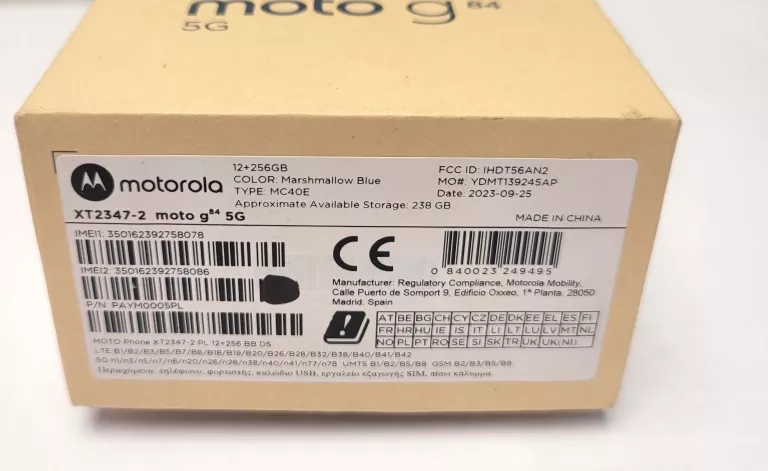 moto g 84
5G
motorola
12+256GB
COLOR: Marshmallow Blue
TYPE: MC40E
Approximate Available Storage: 238 GB
FCC ID: IHDT56AN2
MO#: YDMT139245AP
Date: 2023-09-25
XT2347-2 moto g84 5G
MADE IN CHINA
IMEI1: 350162392758078
IMEI2: 350162392758086
P/N: PAYM0005PL
CE
0 840023 249495
Manufacturer: Regulatory Compliance, Motorola Mobility,
Calle Puerto de Somport 9, Edificio Oxxeo, 1ª Planta, 28050
Madrid. Spain
AT BE BG CH CY CZ DE DK EE EL ES FI
FR HR HU IE IS IT LI LT LU LV MT NL
NO PL PT RO SE SI SK TR UK UK(NI)
MOTO Phone XT2347-2 PL 12+256 BB DS
LTE B1/B2/B3/B5/B7/B8/B18/B19/B20/B26/B28/B32/B38/B40/B41/B42
5G n1/n3/n5/n7/n8/n20/n26/n28/n38/n40/n41/n77/n78 UMTS B1/B2/B5/B8 GSM B2/B3/B5/B8
Περιεχόμενα: τηλέφωνο, φορτιστής, καλώδιο USB, εργαλείο εξαγωγής SIM, πίσω κάλυμμα.